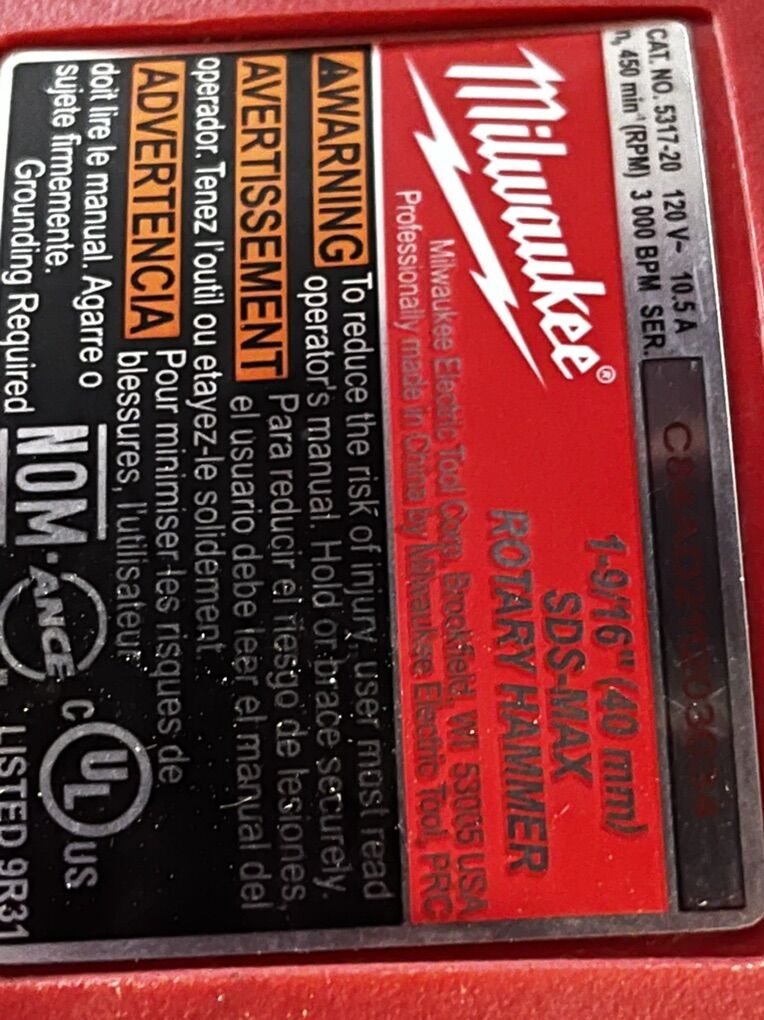 CAT. NO. 5317-20 120 V~ 10.5 A
n₀ 450 min⁻¹ (RPM) 3 000 BPM SER.
Milwaukee®
1-9/16" (40 mm)
SDS-MAX
ROTARY HAMMER
Milwaukee Electric Tool Corp, Brookfield, WI 53005 USA
Professionally made in China by Milwaukee Electric Tool, PRC
⚠WARNING To reduce the risk of injury, user must read
operator's manual. Hold or brace securely.
AVERTISSEMENT Para reducir el riesgo de lesiones,
el usuario debe leer el manual del
operador. Tenez l'outil ou etayez-le solidement
ADVERTENCIA Pour minimiser les risques de
blessures, l'utilisateur
doit lire le manual. Agarre o
sujete firmemente.
Grounding Required
NOM
ANCE
C UL US
LISTED 9R31